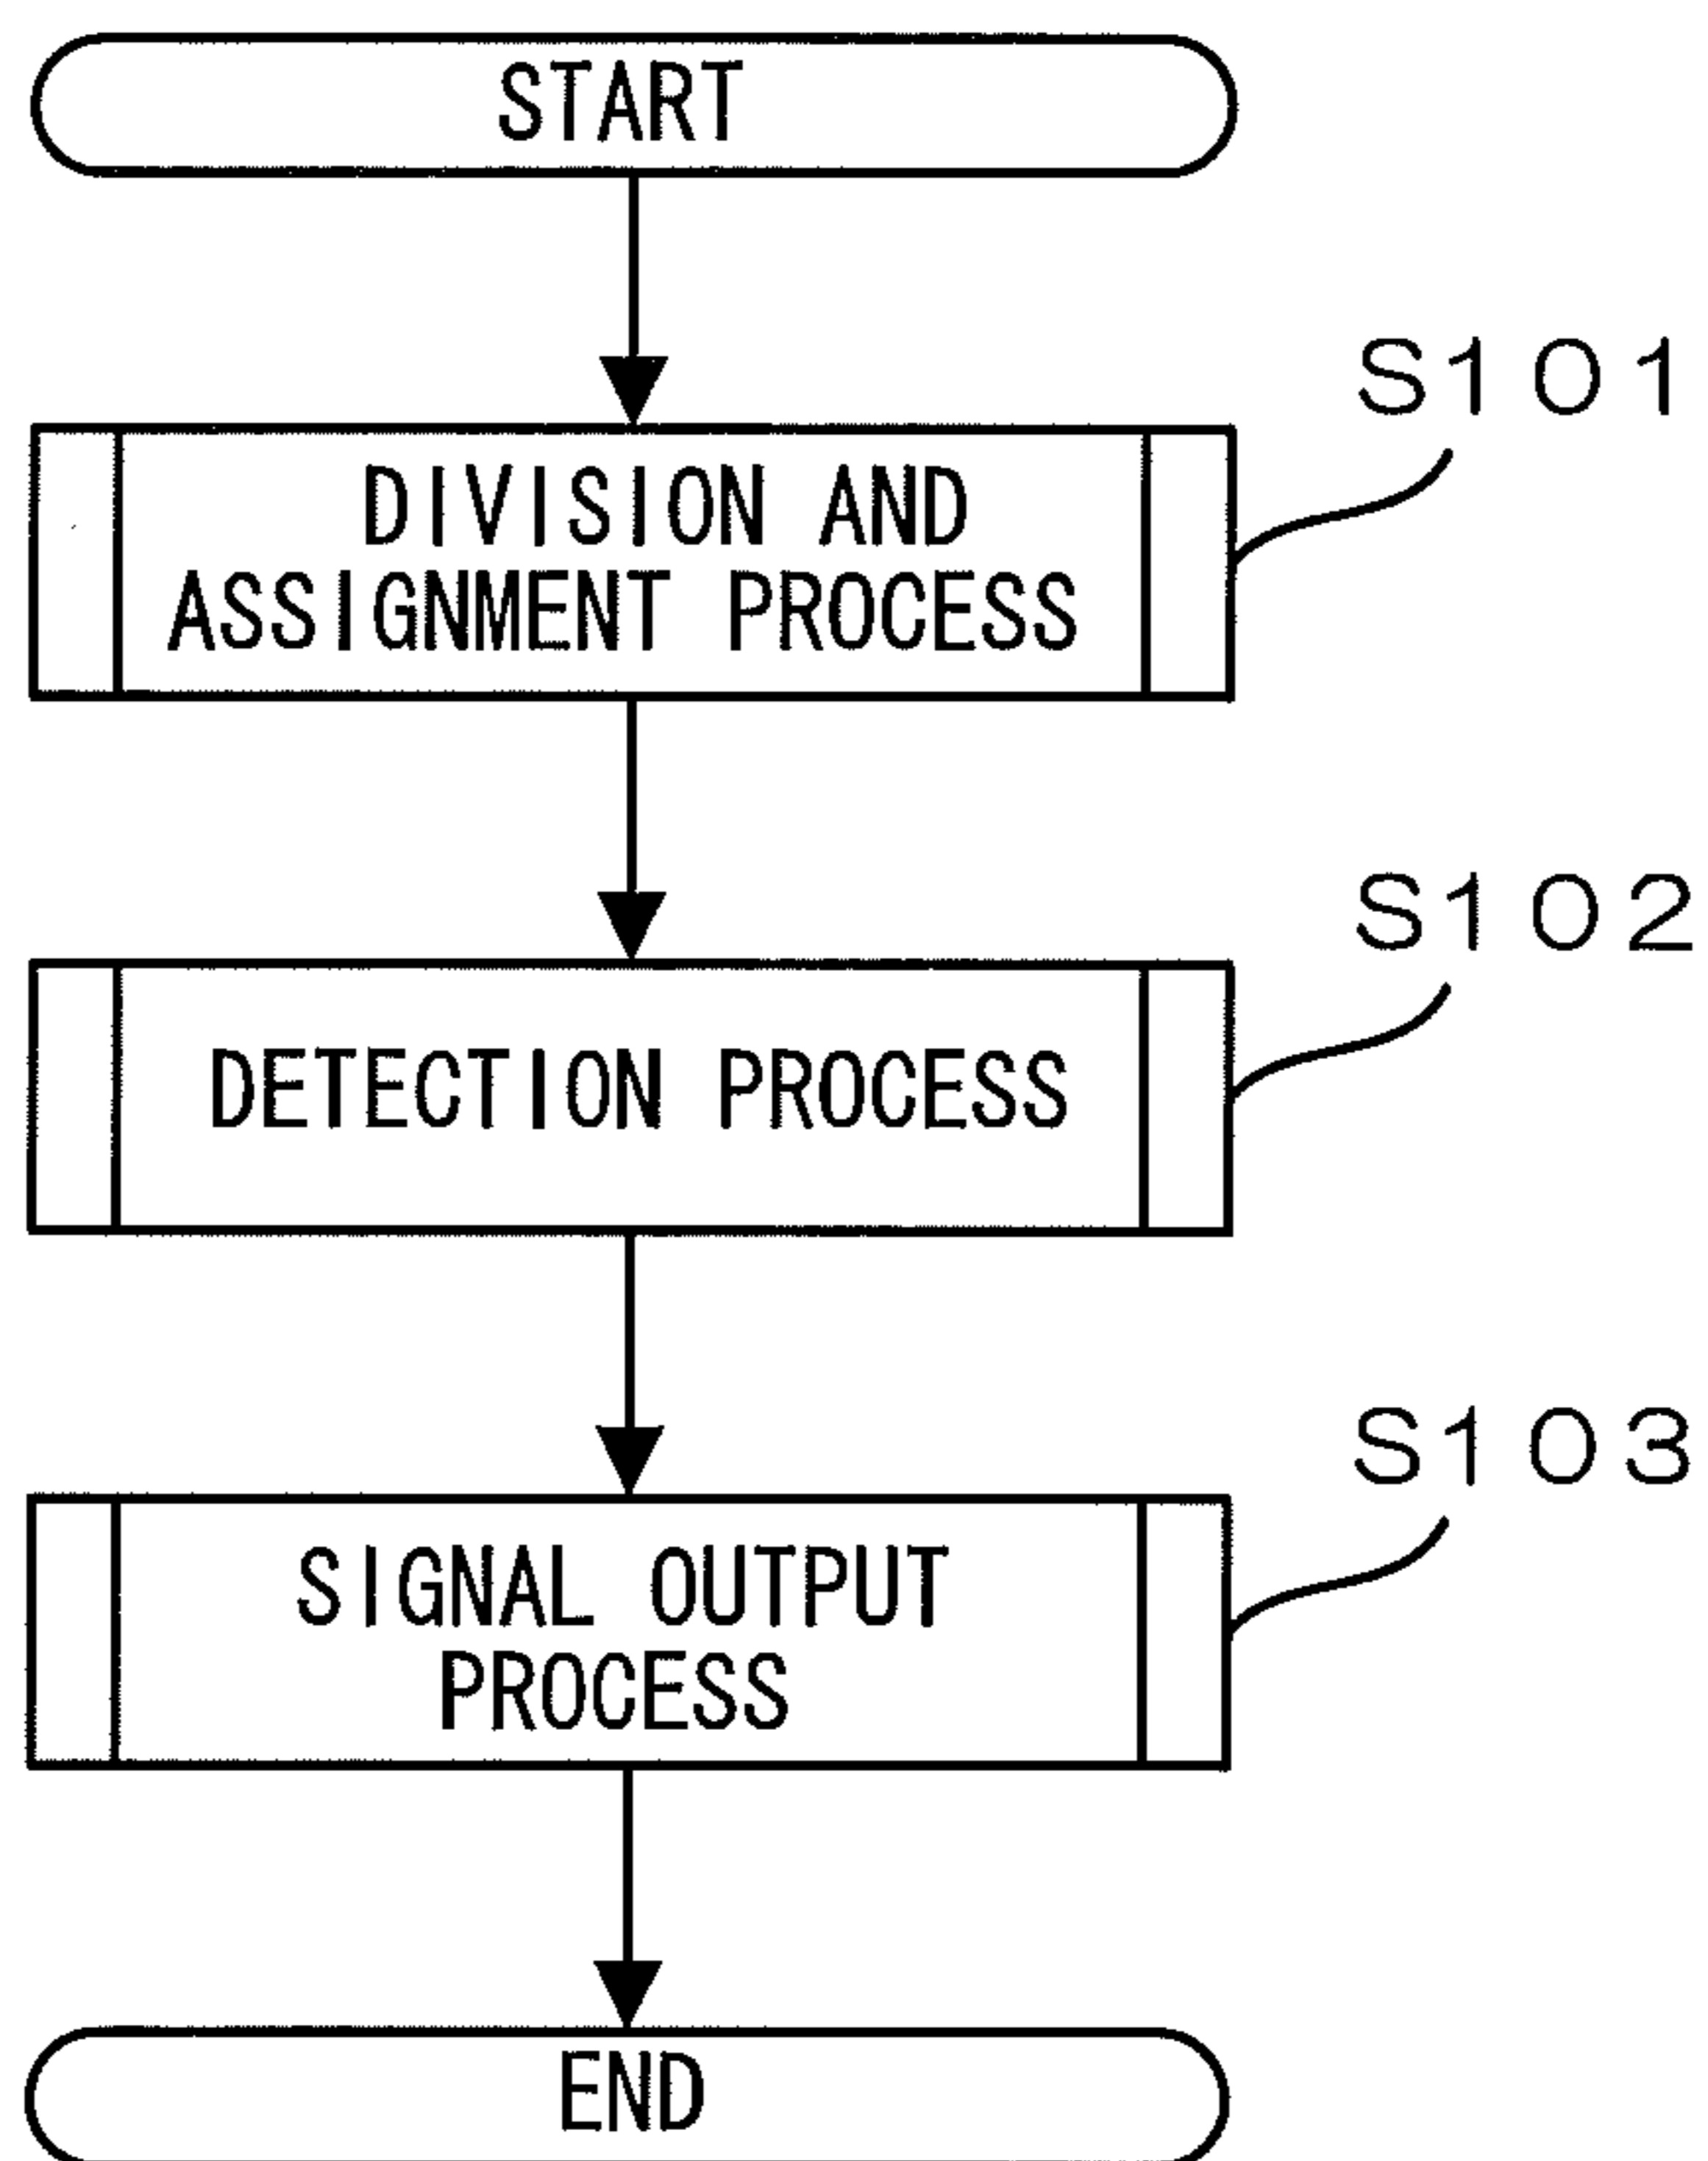 START
S101
DIVISION AND
ASSIGNMENT PROCESS
S102
DETECTION PROCESS
S103
SIGNAL OUTPUT
PROCESS
END